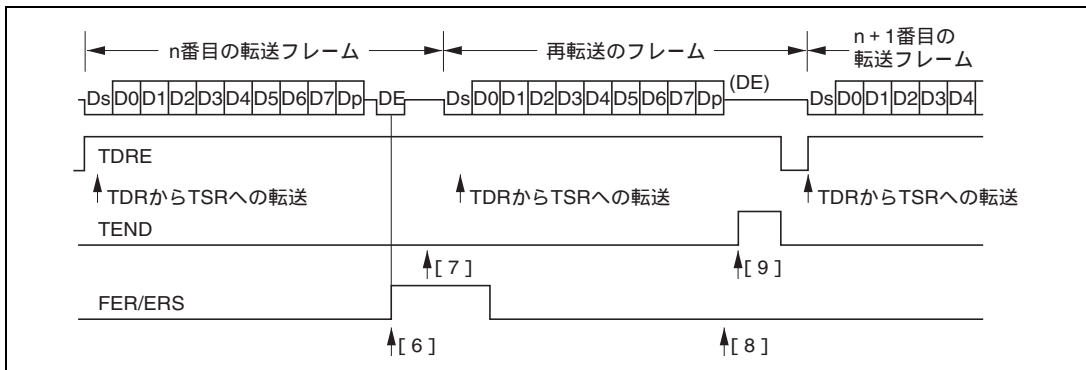 n番目の転送フレーム
再転送のフレーム
n + 1番目の
転送フレーム
Ds D0 D1 D2 D3 D4 D5 D6 D7 Dp DE
Ds D0 D1 D2 D3 D4 D5 D6 D7 Dp (DE)
Ds D0 D1 D2 D3 D4
TDRE
TDRからTSRへの転送
TDRからTSRへの転送
TDRからTSRへの転送
TEND
[ 7 ]
[ 9 ]
FER/ERS
[ 6 ]
[ 8 ]